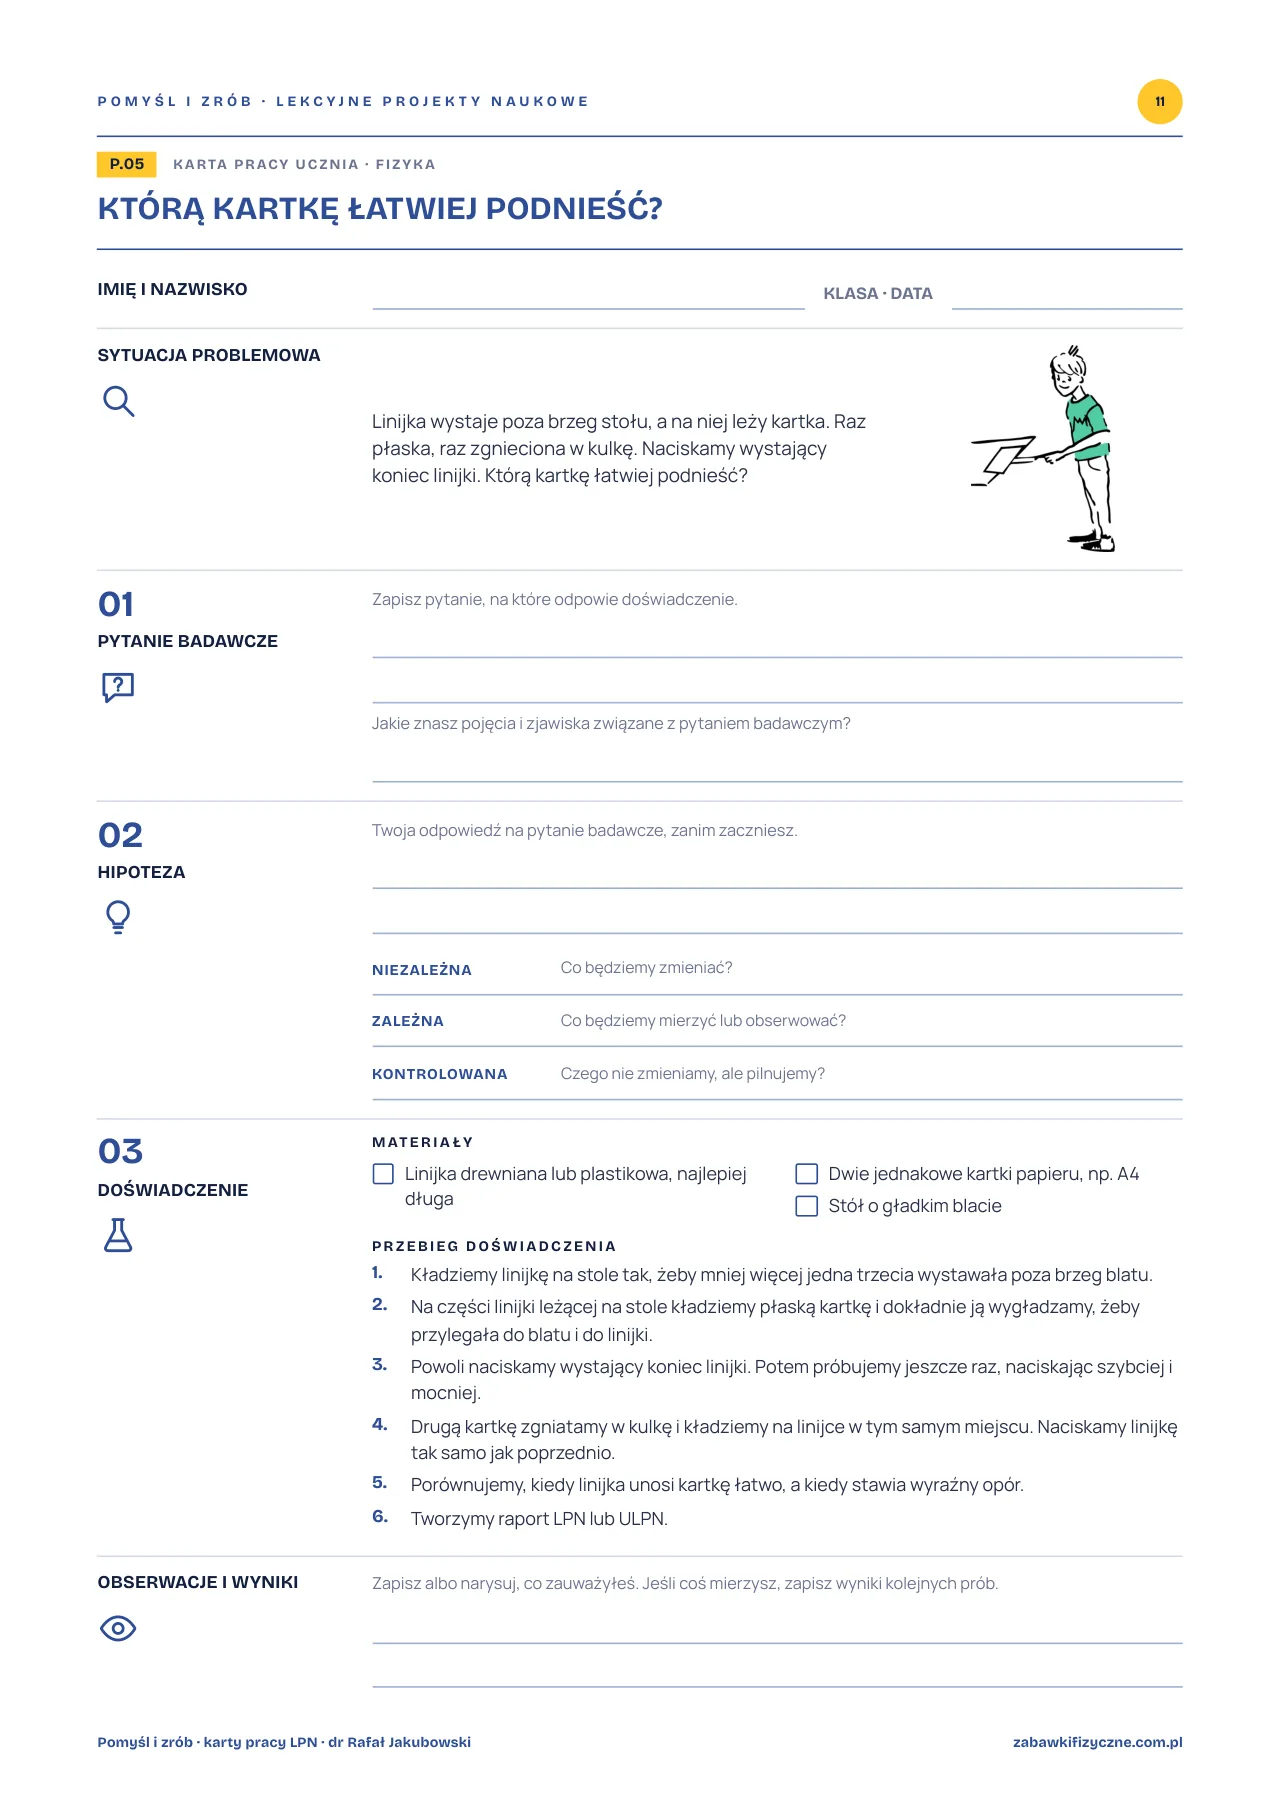 POMYŚL I ZRÓB · LEKCYJNE PROJEKTY NAUKOWE
11
P.05 KARTA PRACY UCZNIA · FIZYKA
KTÓRĄ KARTKĘ ŁATWIEJ PODNIEŚĆ?
IMIĘ I NAZWISKO KLASA · DATA
SYTUACJA PROBLEMOWA
Linijka wystaje poza brzeg stołu, a na niej leży kartka. Raz
płaska, raz zgnieciona w kulkę. Naciskamy wystający
koniec linijki. Którą kartkę łatwiej podnieść?
01
PYTANIE BADAWCZE
Zapisz pytanie, na które odpowie doświadczenie.
?
Jakie znasz pojęcia i zjawiska związane z pytaniem badawczym?
02
HIPOTEZA
Twoja odpowiedź na pytanie badawcze, zanim zaczniesz.
NIEZALEŻNA Co będziemy zmieniać?
ZALEŻNA Co będziemy mierzyć lub obserwować?
KONTROLOWANA Czego nie zmieniamy, ale pilnujemy?
03
DOŚWIADCZENIE
MATERIAŁY
Linijka drewniana lub plastikowa, najlepiej
długa
Dwie jednakowe kartki papieru, np. A4
Stół o gładkim blacie
PRZEBIEG DOŚWIADCZENIA
1. Kładziemy linijkę na stole tak, żeby mniej więcej jedna trzecia wystawała poza brzeg blatu.
2. Na części linijki leżącej na stole kładziemy płaską kartkę i dokładnie ją wygładzamy, żeby
przylegała do blatu i do linijki.
3. Powoli naciskamy wystający koniec linijki. Potem próbujemy jeszcze raz, naciskając szybciej i
mocniej.
4. Drugą kartkę zgniatamy w kulkę i kładziemy na linijce w tym samym miejscu. Naciskamy linijkę
tak samo jak poprzednio.
5. Porównujemy, kiedy linijka unosi kartkę łatwo, a kiedy stawia wyraźny opór.
6. Tworzymy raport LPN lub ULPN.
OBSERWACJE I WYNIKI
Zapisz albo narysuj, co zauważyłeś. Jeśli coś mierzysz, zapisz wyniki kolejnych prób.
Pomyśl i zrób · karty pracy LPN · dr Rafał Jakubowski
zabawkifizyczne.com.pl